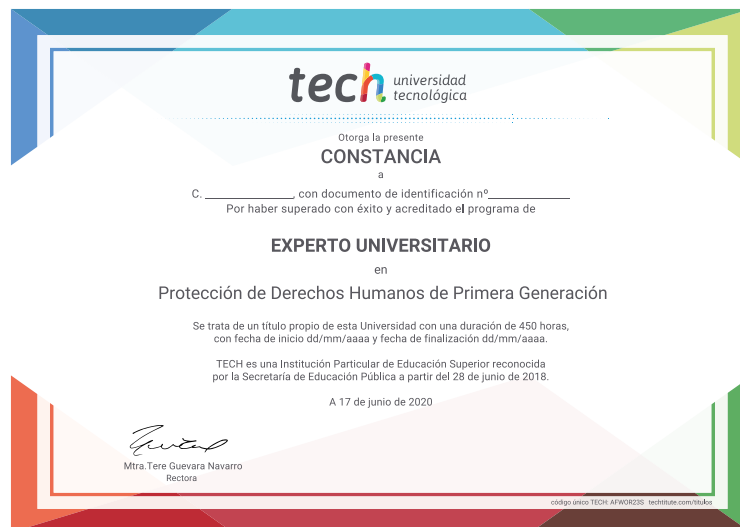 tech universidad
tecnológica
Otorga la presente
CONSTANCIA
a
C. ________________, con documento de identificación nº______________
Por haber superado con éxito y acreditado el programa de
EXPERTO UNIVERSITARIO
en
Protección de Derechos Humanos de Primera Generación
Se trata de un título propio de esta Universidad con una duración de 450 horas,
con fecha de inicio dd/mm/aaaa y fecha de finalización dd/mm/aaaa.
TECH es una Institución Particular de Educación Superior reconocida
por la Secretaría de Educación Pública a partir del 28 de junio de 2018.
A 17 de junio de 2020
Mtra.Tere Guevara Navarro
Rectora
código único TECH: AFWOR23S techtitute.com/titulos